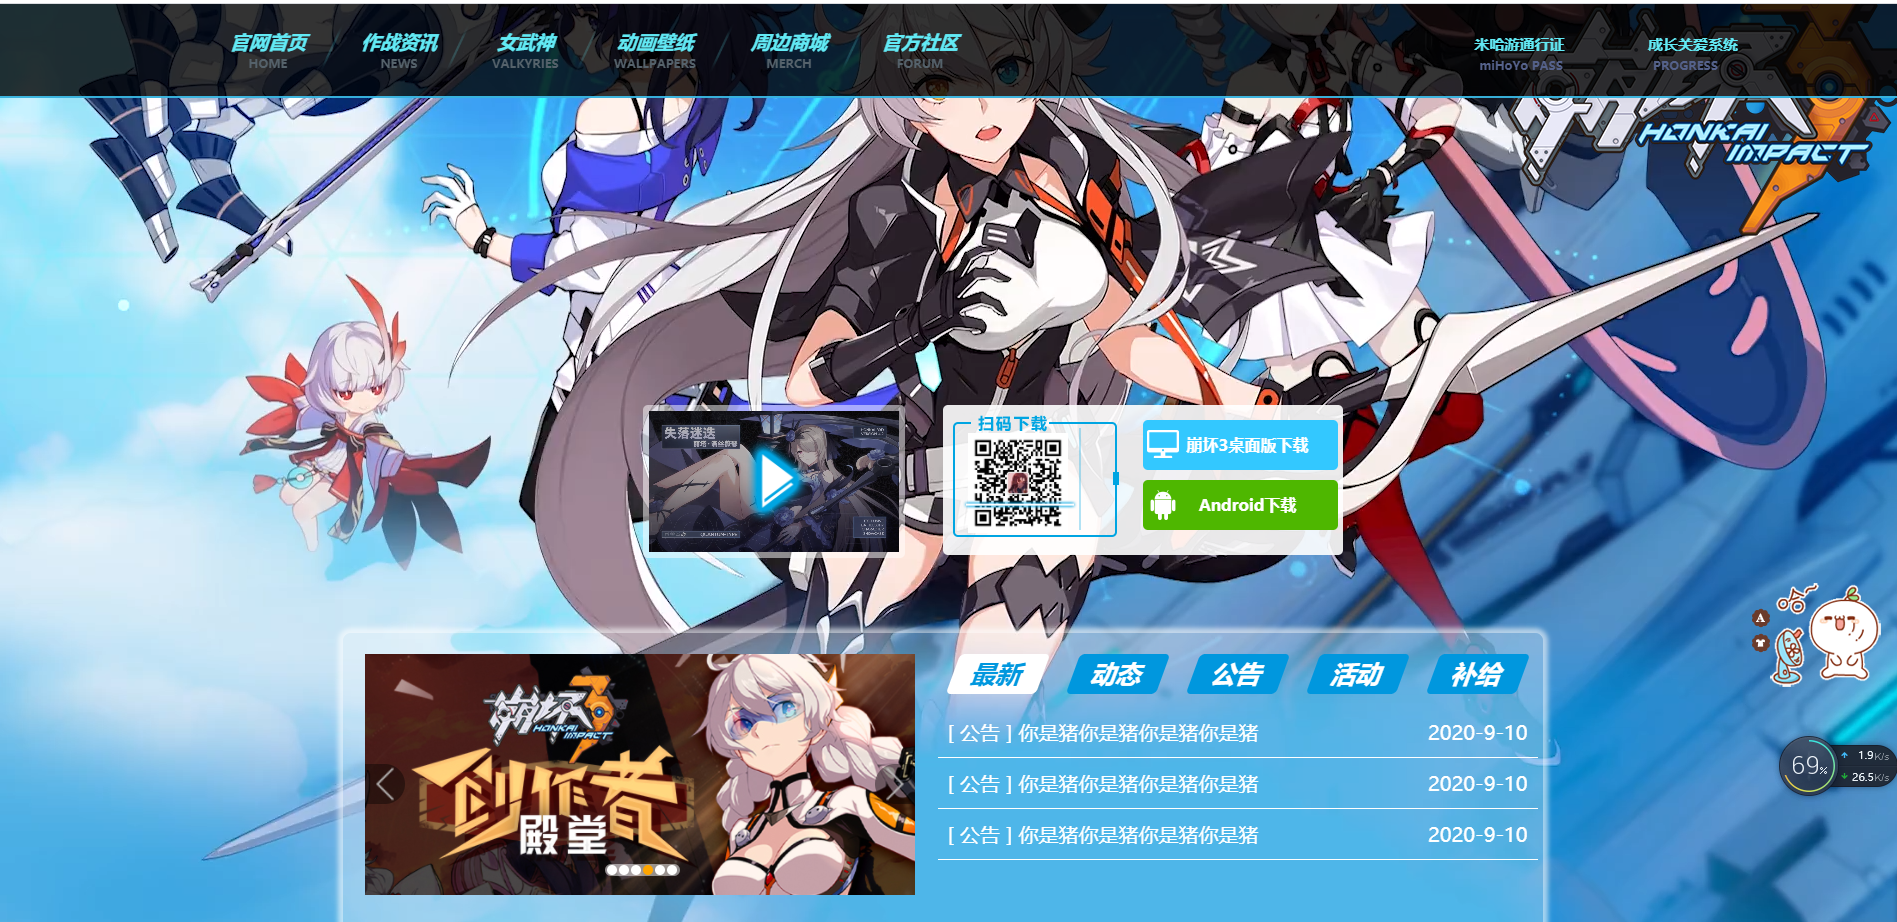 官网首页
HOME
作战资讯
NEWS
女武神
VALKYRIES
动画壁纸
WALLPAPERS
周边商城
MERCH
官方社区
FORUM
米哈游通行证
miHoYo PASS
成长关爱系统
PROGRESS
HONKAI
IMPACT
失落迷迭
扫码下载
崩坏3桌面版下载
Android下载
崩坏3
HONKAI
IMPACT
创作者
殿堂
最新
动态
公告
活动
补给
[ 公告 ] 你是猪你是猪你是猪你是猪 2020-9-10
[ 公告 ] 你是猪你是猪你是猪你是猪 2020-9-10
[ 公告 ] 你是猪你是猪你是猪你是猪 2020-9-10
A
69%
1.9K/s
26.5K/s